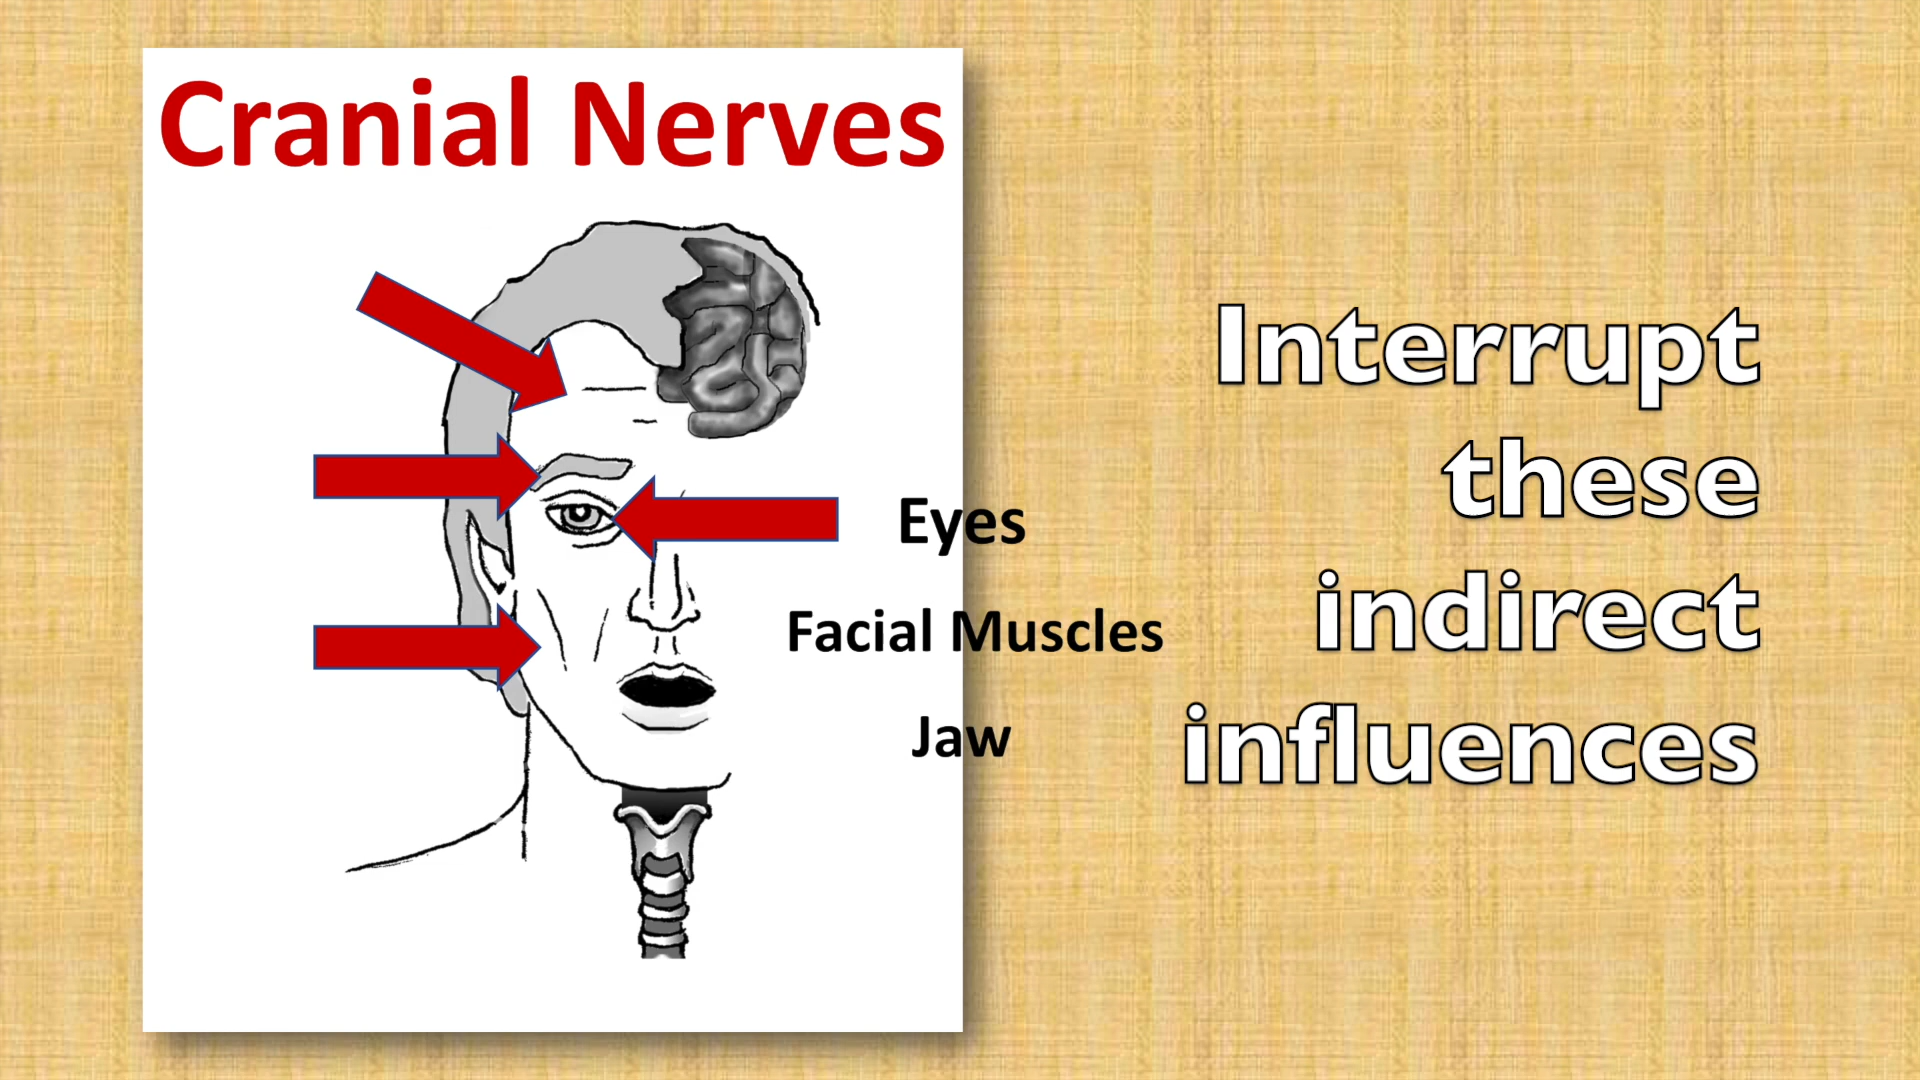 Cranial Nerves
Eyes
Facial Muscles
Jaw
Interrupt
these
indirect
influences